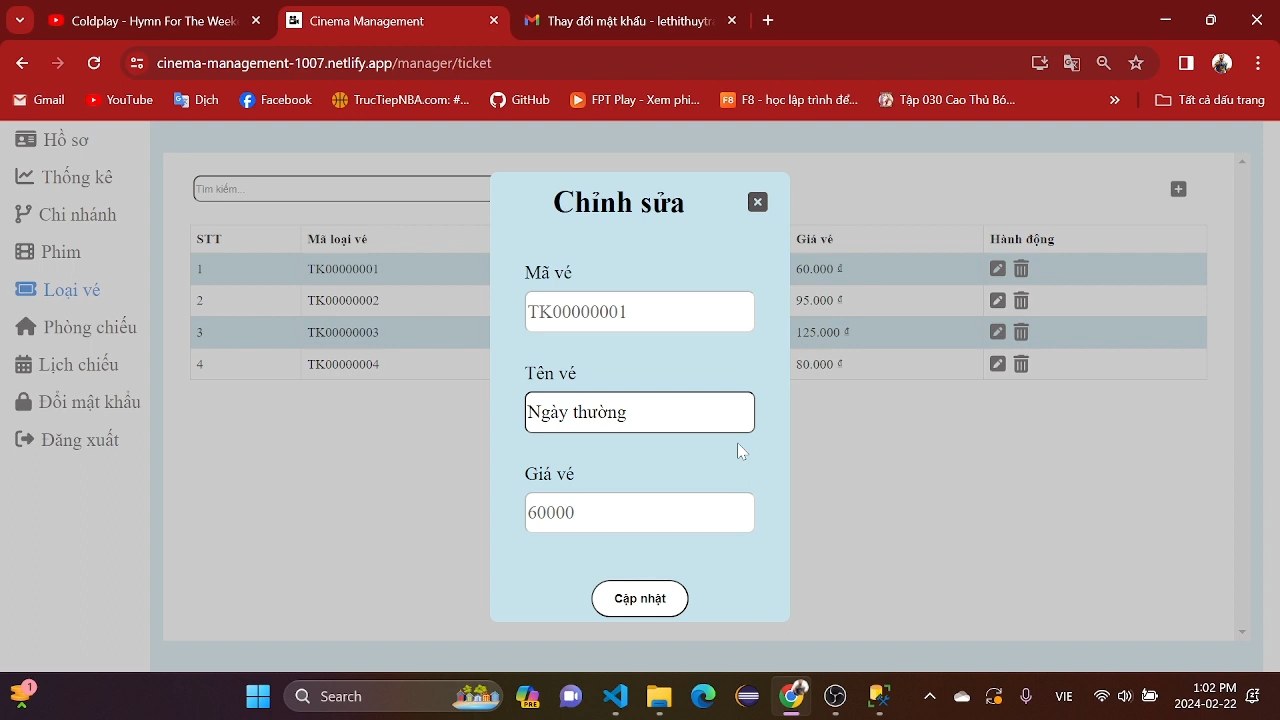 Coldplay - Hymn For The Week
Cinema Management
Thay đổi mật khẩu - lethithuytr
cinema-management-1007.netlify.app/manager/ticket
Gmail
YouTube
Dịch
Facebook
TrucTiepNBA.com: #...
GitHub
FPT Play - Xem phi...
F8 - học lập trình để...
Tập 030 Cao Thủ Bó...
»
Tất cả dấu trang
Hồ sơ
Thống kê
Chi nhánh
Phim
Loại vé
Phòng chiếu
Lịch chiếu
Đổi mật khẩu
Đăng xuất
Tìm kiếm...
STT Mã loại vé Giá vé Hành động
1 TK00000001 60.000 đ
2 TK00000002 95.000 đ
3 TK00000003 125.000 đ
4 TK00000004 80.000 đ
Chỉnh sửa
Mã vé
TK00000001
Tên vé
Ngày thường
Giá vé
60000
Cập nhật
1
Search
PRE
VIE
1:02 PM
2024-02-22